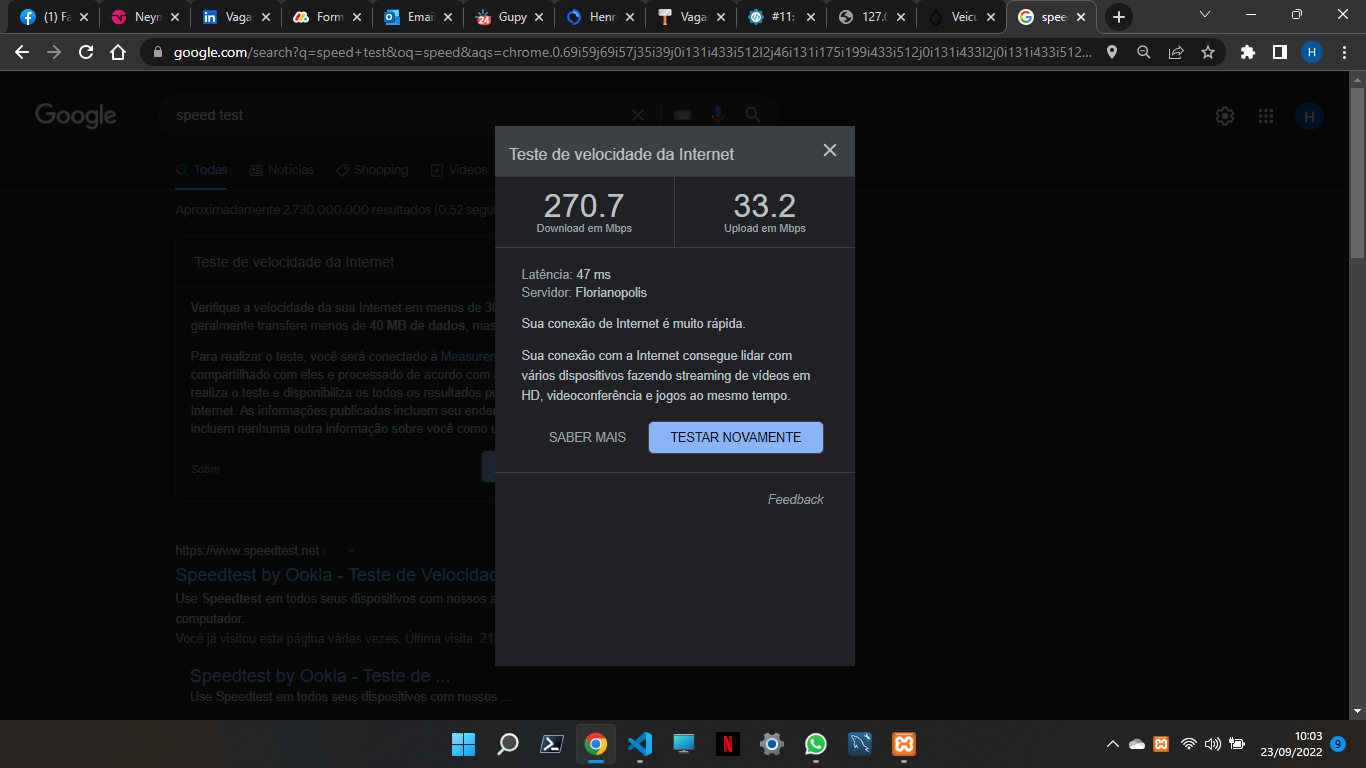 (1) Fa
Neym
Vaga
Form
Email
Gupy
Henr
Vaga
#11:
127.0
Veicu
spee
google.com/search?q=speed+test&oq=speed&aqs=chrome.0.69i59j69i57j35i39j0i131i433i512l2j46i131i175i199i433i512j0i131i433l2j0i131i433i512...
H
Google
speed test
H
Todas
Notícias
Shopping
Vídeos
Aproximadamente 2.730.000.000 resultados (0,52 segu
Teste de velocidade da Internet
Verifique a velocidade da sua Internet em menos de 30
geralmente transfere menos de 40 MB de dados, mas
Para realizar o teste, você será conectado à Measurem
compartilhado com eles e processado de acordo com
realiza o teste e disponibiliza os todos os resultados pú
Internet. As informações publicadas incluem seu ender
incluem nenhuma outra informação sobre você como u
Sobre
https://www.speedtest.net › ...
Speedtest by Ookla - Teste de Velocidad
Use Speedtest em todos seus dispositivos com nossos a
computador.
Você já visitou esta página várias vezes. Última visita: 21
Speedtest by Ookla - Teste de ...
Use Speedtest em todos seus dispositivos com nossos ...
Teste de velocidade da Internet
270.7
Download em Mbps
33.2
Upload em Mbps
Latência: 47 ms
Servidor: Florianopolis
Sua conexão de Internet é muito rápida.
Sua conexão com a Internet consegue lidar com
vários dispositivos fazendo streaming de vídeos em
HD, videoconferência e jogos ao mesmo tempo.
SABER MAIS
TESTAR NOVAMENTE
Feedback
10:03
23/09/2022
9